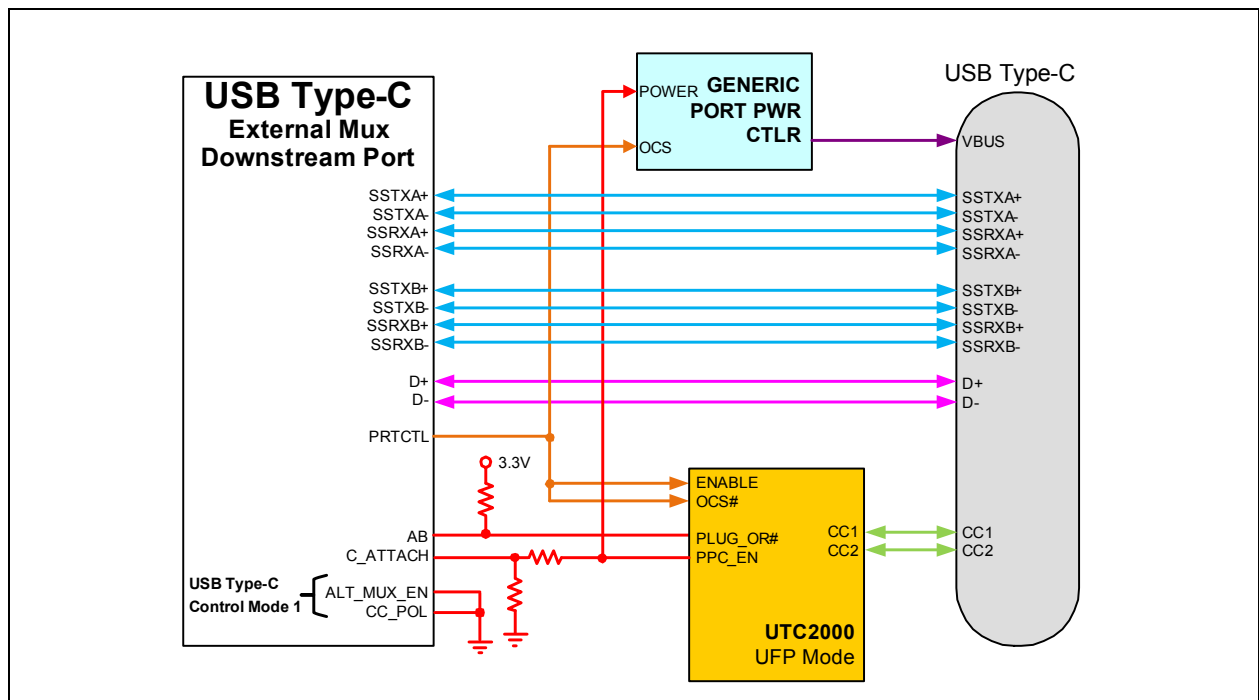 USB Type-C
External Mux
Downstream Port
SSTXA+
SSTXA-
SSRXA+
SSRXA-
SSTXB+
SSTXB-
SSRXB+
SSRXB-
D+
D-
PRTCTL
3.3V
AB
C_ATTACH
USB Type-C
Control Mode 1
ALT_MUX_EN
CC_POL
POWER
GENERIC
PORT PWR
CTLR
OCS
ENABLE
OCS#
PLUG_OR#
PPC_EN
CC1
CC2
UTC2000
UFP Mode
USB Type-C
VBUS
SSTXA+
SSTXA-
SSRXA+
SSRXA-
SSTXB+
SSTXB-
SSRXB+
SSRXB-
D+
D-
CC1
CC2